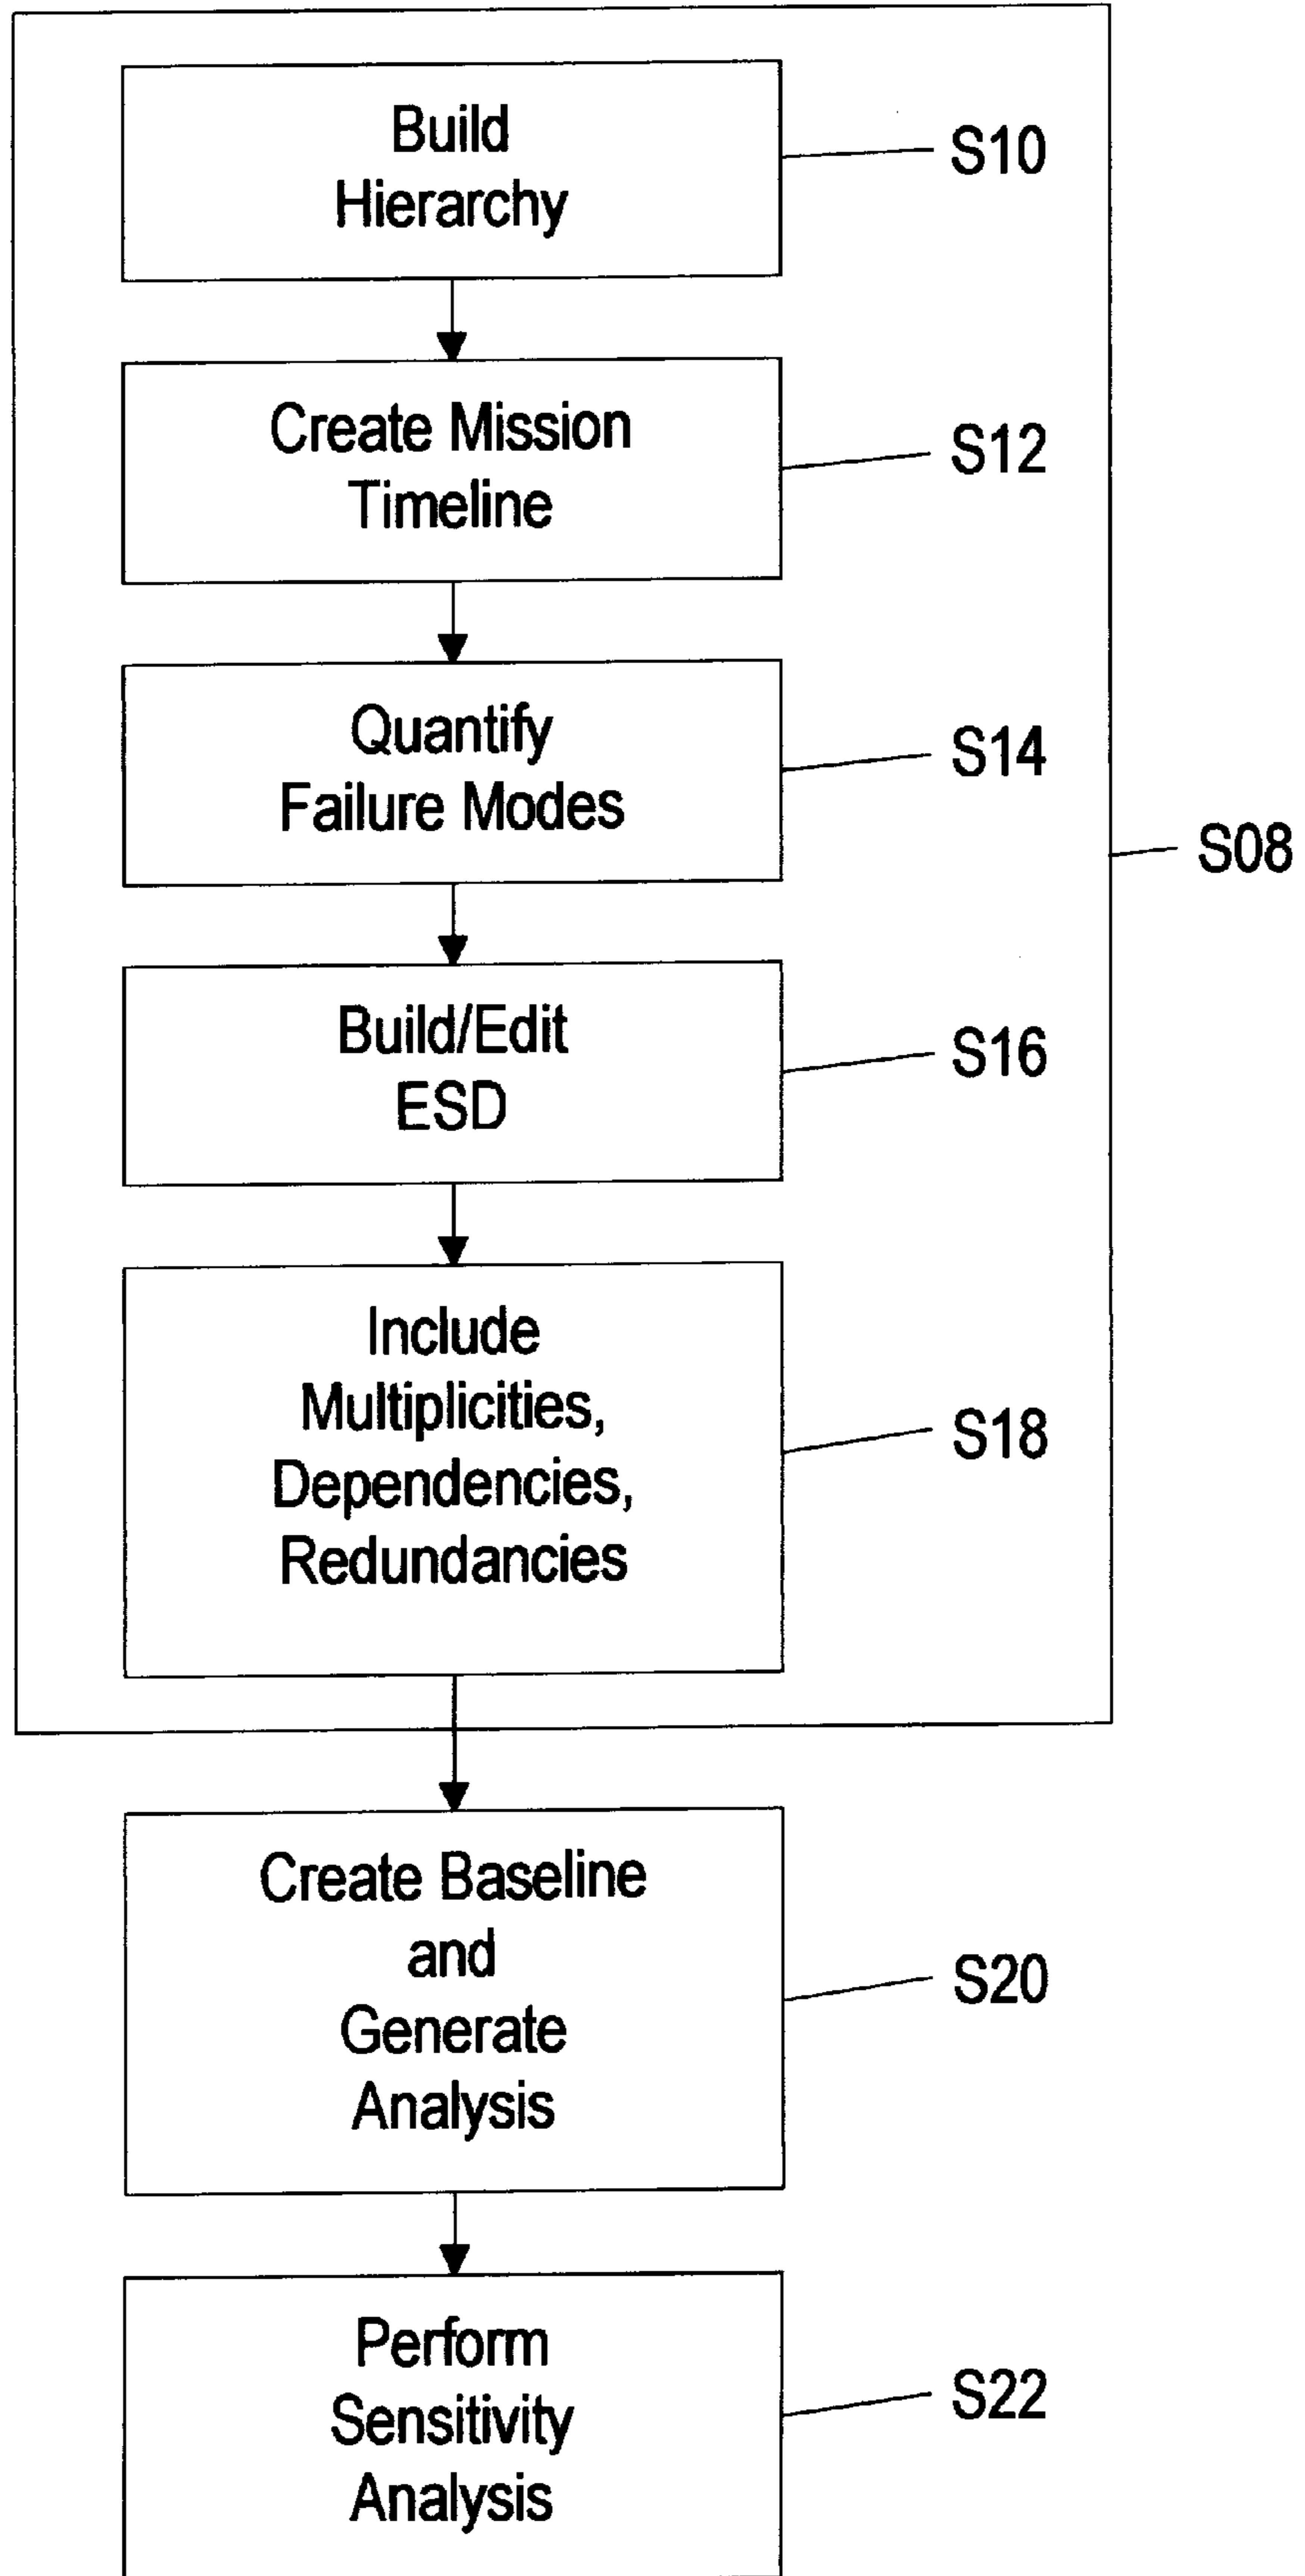 Build
Hierarchy
S10
Create Mission
Timeline
S12
Quantify
Failure Modes
S14
S08
Build/Edit
ESD
S16
Include
Multiplicities,
Dependencies,
Redundancies
S18
Create Baseline
and
Generate
Analysis
S20
Perform
Sensitivity
Analysis
S22